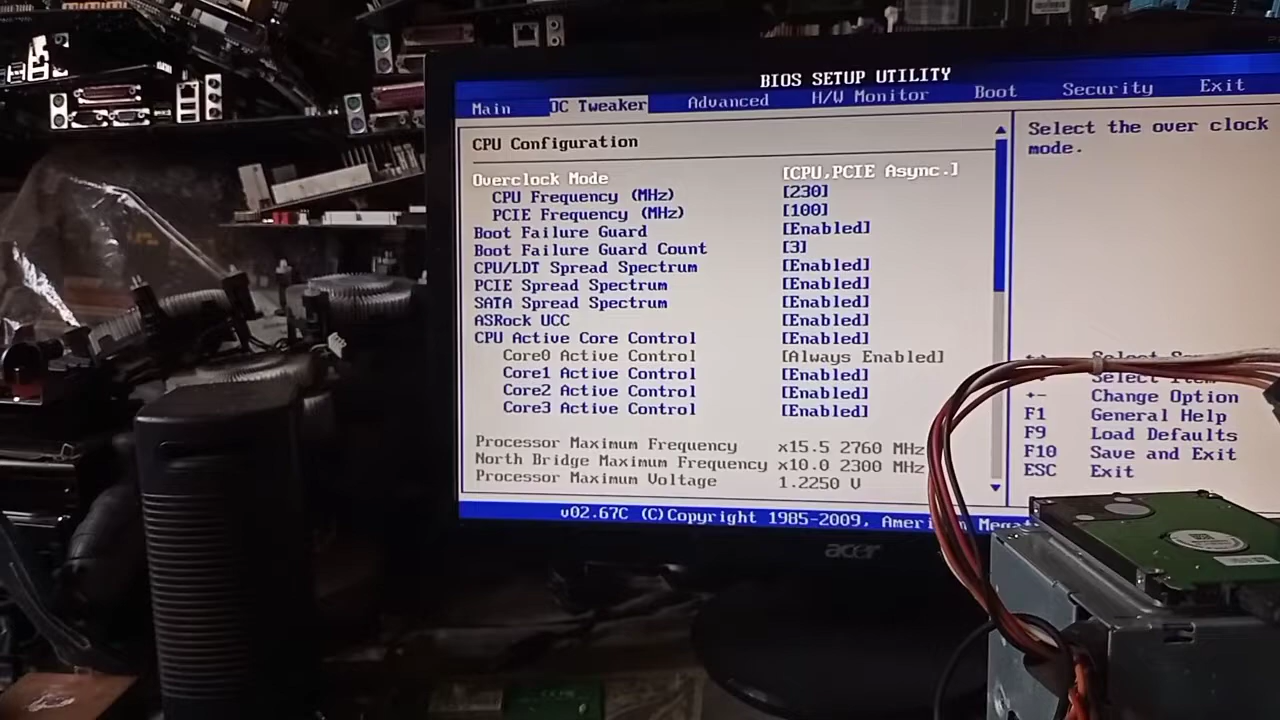 BIOS SETUP UTILITY
Main OC Tweaker Advanced H/W Monitor Boot Security Exit
CPU Configuration
Overclock Mode [CPU,PCIE Async.]
CPU Frequency (MHz) [230]
PCIE Frequency (MHz) [100]
Boot Failure Guard [Enabled]
Boot Failure Guard Count [3]
CPU/LDT Spread Spectrum [Enabled]
PCIE Spread Spectrum [Enabled]
SATA Spread Spectrum [Enabled]
ASRock UCC [Enabled]
CPU Active Core Control [Enabled]
Core0 Active Control [Always Enabled]
Core1 Active Control [Enabled]
Core2 Active Control [Enabled]
Core3 Active Control [Enabled]
Processor Maximum Frequency x15.5 2760 MHz
North Bridge Maximum Frequency x10.0 2300 MHz
Processor Maximum Voltage 1.2250 V
Select the over clock
mode.
Select
Select Item
+- Change Option
F1 General Help
F9 Load Defaults
F10 Save and Exit
ESC Exit
v02.67C (C)Copyright 1985-2009, Ameri
acer